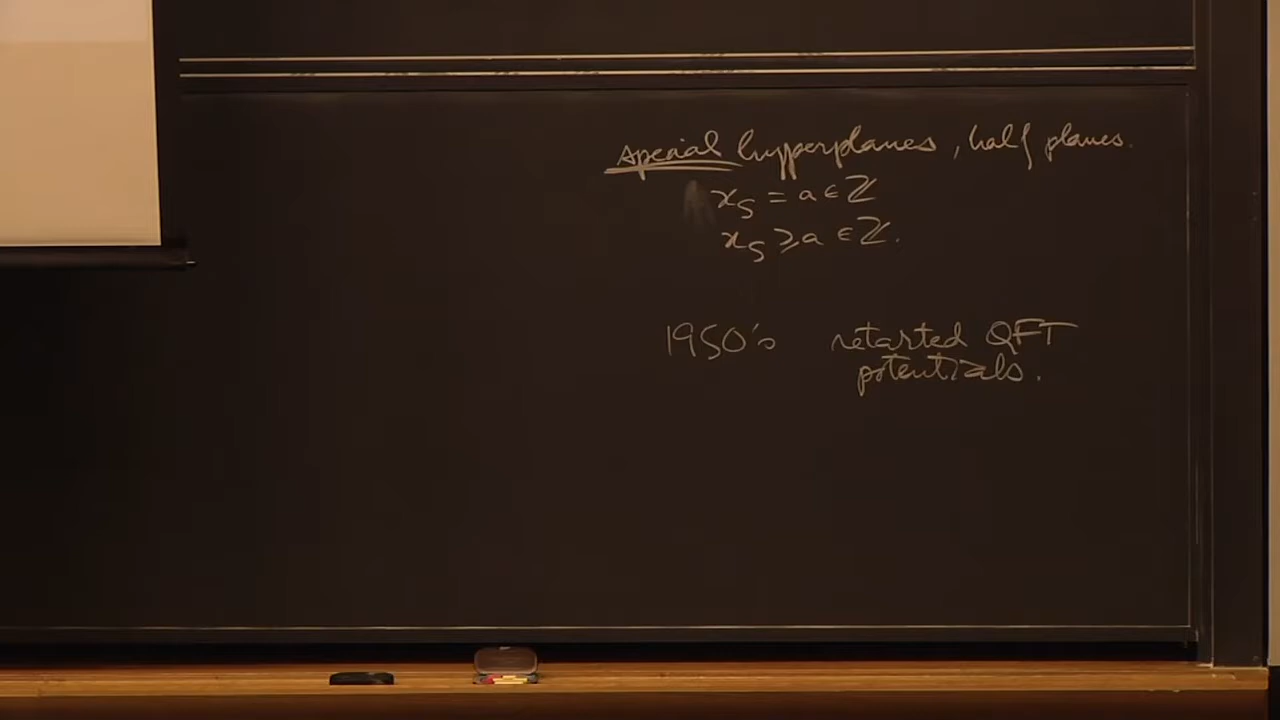 special hyperplanes, half planes.
x_S = a ∈ ℤ
x_S ⩾ a ∈ ℤ.
1950's retarted QFT
potentials.